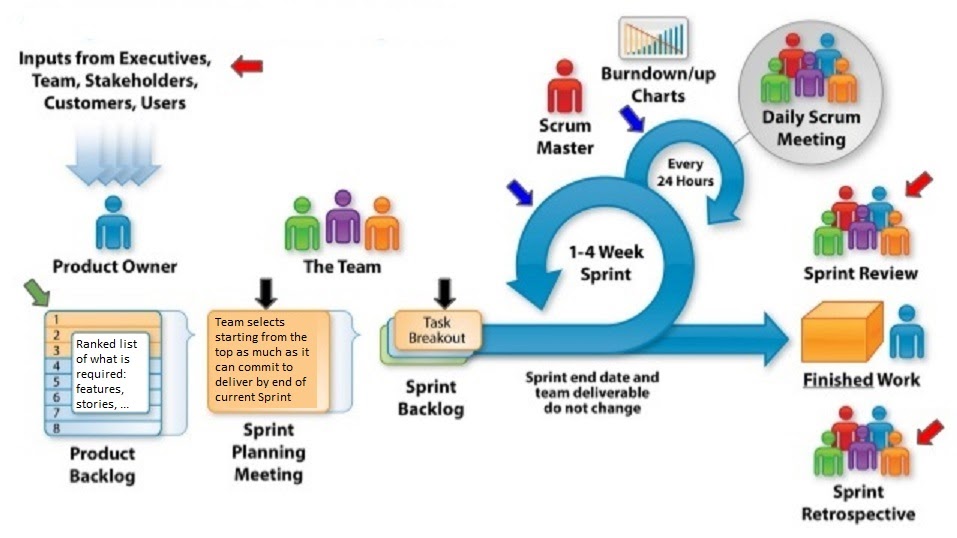 Inputs from Executives,
Team, Stakeholders,
Customers, Users
Product Owner
The Team
Scrum
Master
Burndown/up
Charts
Daily Scrum
Meeting
Every
24 Hours
1-4 Week
Sprint
Sprint Review
1
2
3
4
5
6
7
8
Ranked list
of what is
required:
features,
stories, ...
Product
Backlog
Team selects
starting from the
top as much as it
can commit to
deliver by end of
current Sprint
Sprint
Planning
Meeting
Task
Breakout
Sprint
Backlog
Sprint end date and
team deliverable
do not change
Finished Work
Sprint
Retrospective